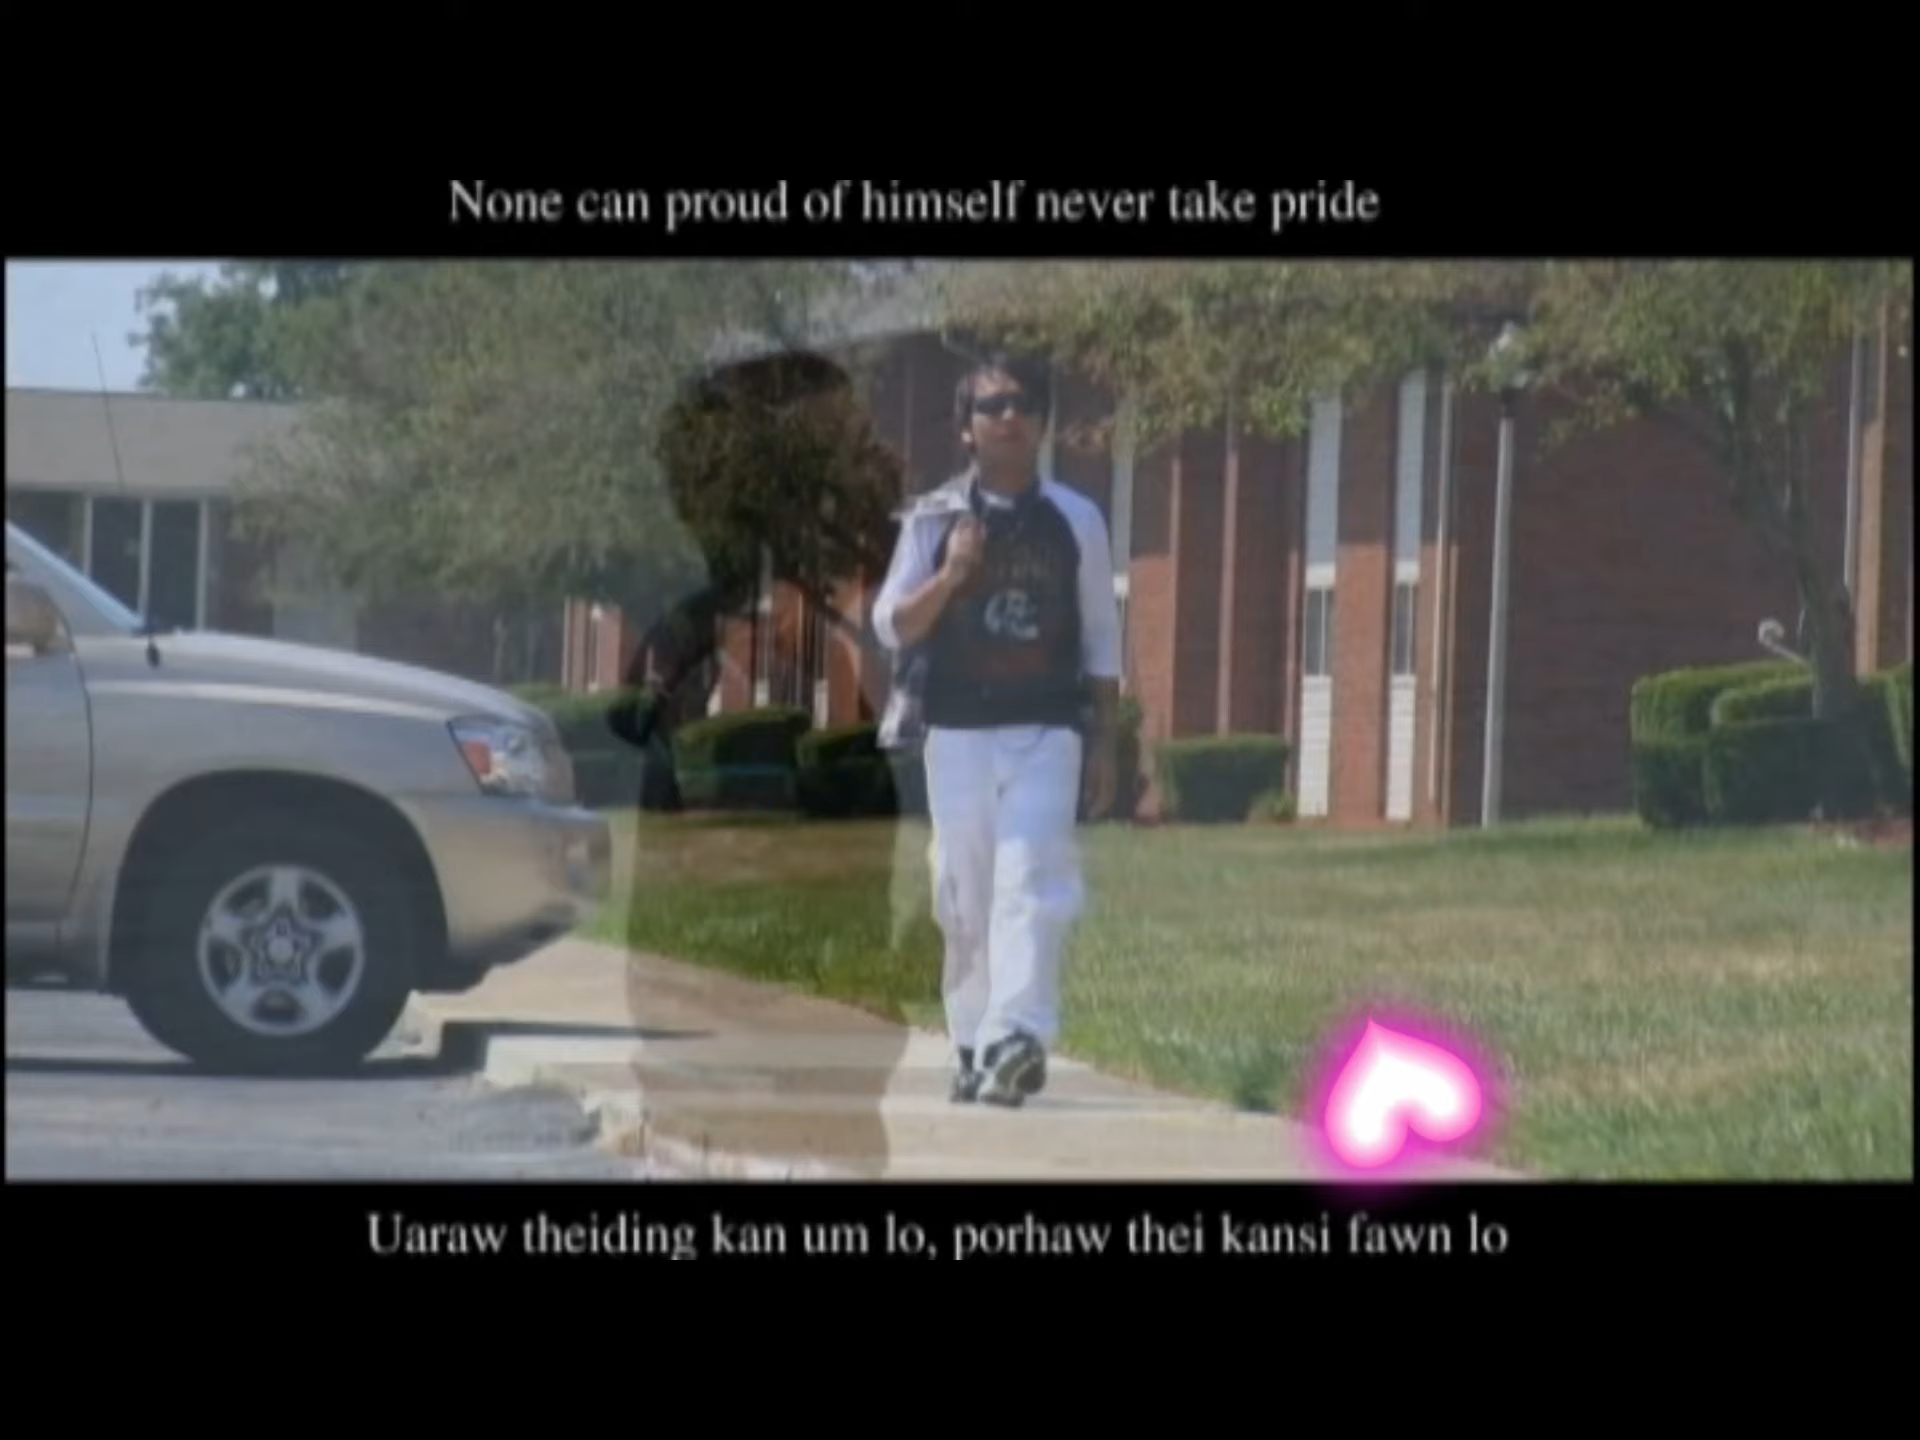 None can proud of himself never take pride
Uaraw theiding kan um lo, porhaw thei kansi fawn lo